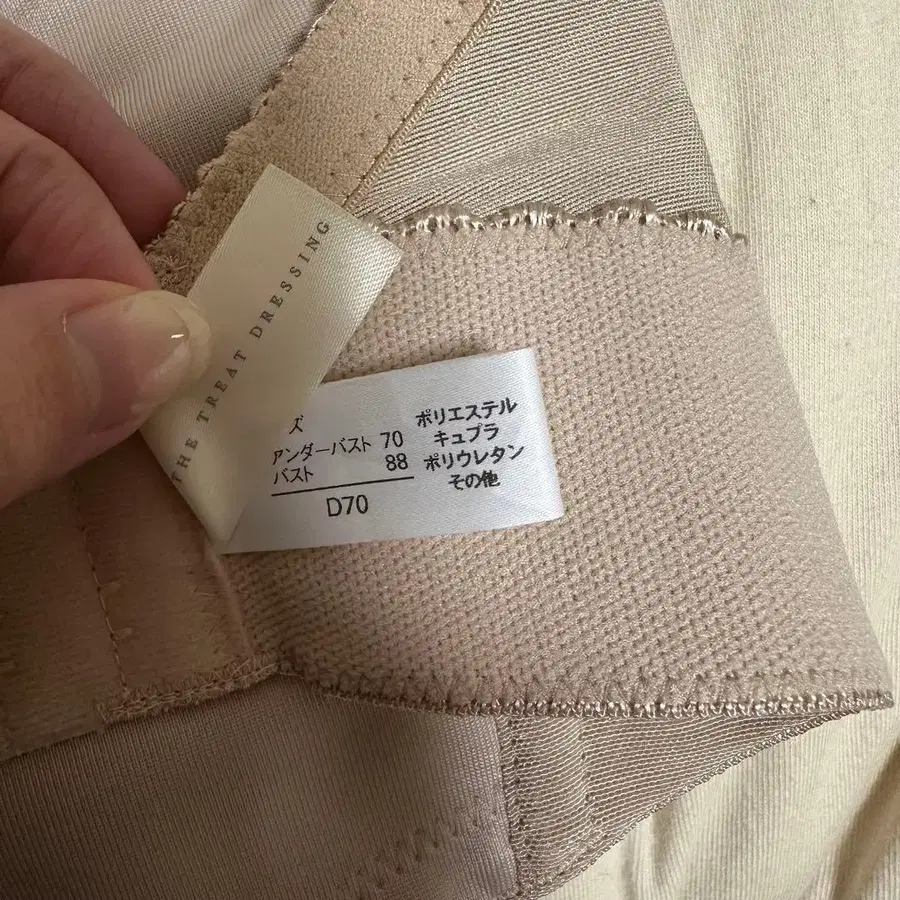 THE TREAT DRESSING
ズ
アンダーバスト 70
バスト 88
D70
ポリエステル
キュプラ
ポリウレタン
その他